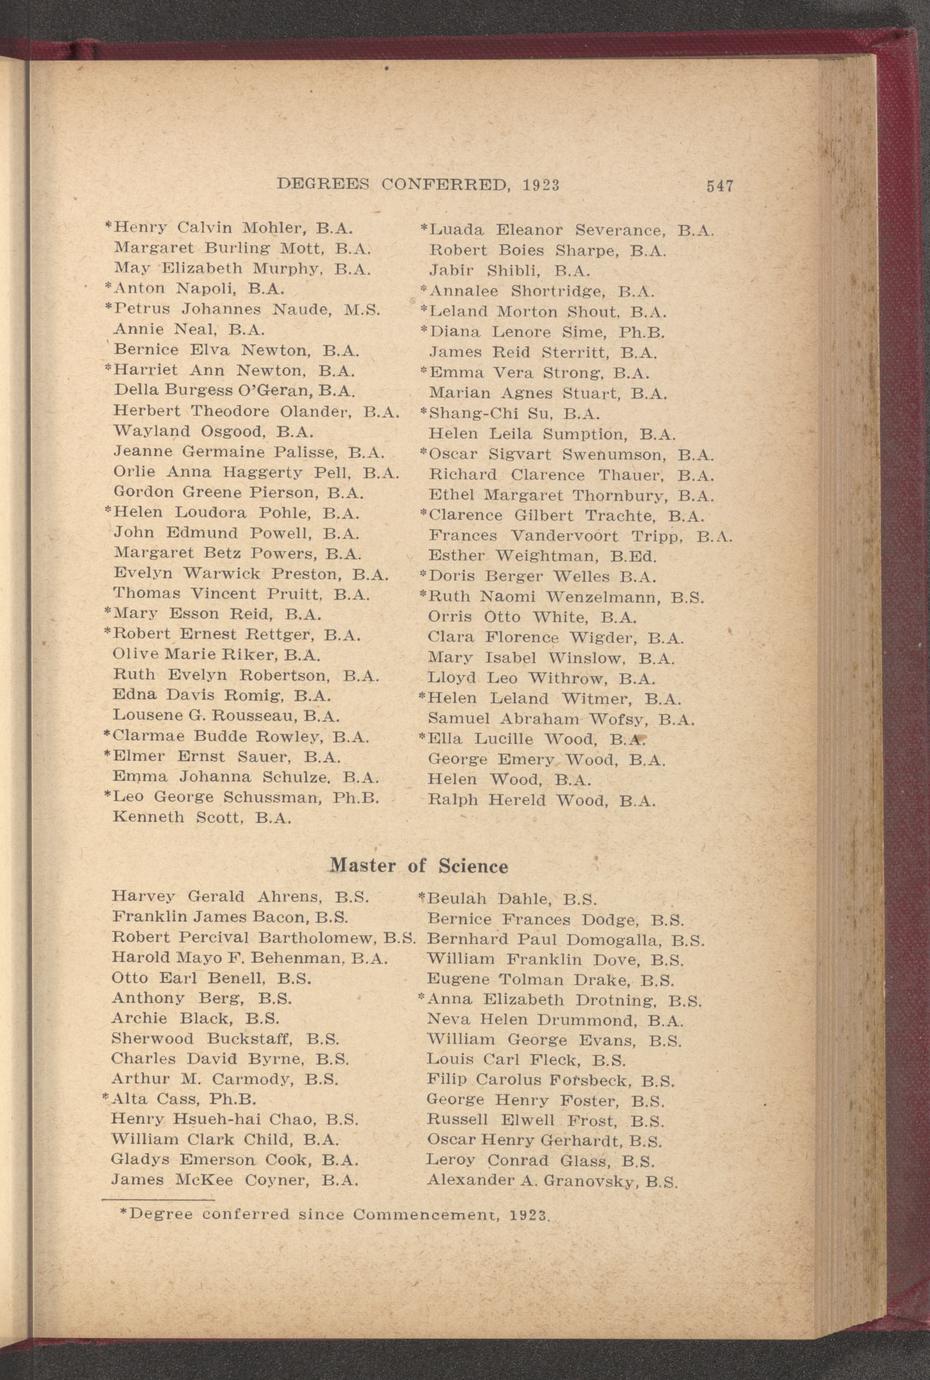 DEGREES CONFERRED, 1923 547
*Henry Calvin Mohler, B.A.
Margaret Burling Mott, B.A.
May Elizabeth Murphy, B.A.
*Anton Napoli, B.A.
*Petrus Johannes Naude, M.S.
Annie Neal, B.A.
Bernice Elva Newton, B.A.
*Harriet Ann Newton, B.A.
Della Burgess O'Geran, B.A.
Herbert Theodore Olander, B.A.
Wayland Osgood, B.A.
Jeanne Germaine Palisse, B.A.
Orlie Anna Haggerty Pell, B.A.
Gordon Greene Pierson, B.A.
*Helen Loudora Pohle, B.A.
John Edmund Powell, B.A.
Margaret Betz Powers, B.A.
Evelyn Warwick Preston, B.A.
Thomas Vincent Pruitt, B.A.
*Mary Esson Reid, B.A.
*Robert Ernest Rettger, B.A.
Olive Marie Riker, B.A.
Ruth Evelyn Robertson, B.A.
Edna Davis Romig, B.A.
Lousene G. Rousseau, B.A.
*Clarmae Budde Rowley, B.A.
*Elmer Ernst Sauer, B.A.
Emma Johanna Schulze, B.A.
*Leo George Schussman, Ph.B.
Kenneth Scott, B.A.
*Luada Eleanor Severance, B.A.
Robert Boies Sharpe, B.A.
Jabir Shibli, B.A.
*Annalee Shortridge, B.A.
*Leland Morton Shout, B.A.
*Diana Lenore Sime, Ph.B.
James Reid Sterritt, B.A.
*Emma Vera Strong, B.A.
Marian Agnes Stuart, B.A.
*Shang-Chi Su, B.A.
Helen Leila Sumption, B.A.
*Oscar Sigvart Swenumson, B.A.
Richard Clarence Thauer, B.A.
Ethel Margaret Thornbury, B.A.
*Clarence Gilbert Trachte, B.A.
Frances Vandervoort Tripp, B.A.
Esther Weightman, B.Ed.
*Doris Berger Welles B.A.
*Ruth Naomi Wenzelmann, B.S.
Orris Otto White, B.A.
Clara Florence Wigder, B.A.
Mary Isabel Winslow, B.A.
Lloyd Leo Withrow, B.A.
*Helen Leland Witmer, B.A.
Samuel Abraham Wofsy, B.A.
*Ella Lucille Wood, B.A.
George Emery Wood, B.A.
Helen Wood, B.A.
Ralph Hereld Wood, B.A.
Master of Science
Harvey Gerald Ahrens, B.S.
Franklin James Bacon, B.S.
Robert Percival Bartholomew, B.S.
Harold Mayo F. Behenman, B.A.
Otto Earl Benell, B.S.
Anthony Berg, B.S.
Archie Black, B.S.
Sherwood Buckstaff, B.S.
Charles David Byrne, B.S.
Arthur M. Carmody, B.S.
*Alta Cass, Ph.B.
Henry Hsueh-hai Chao, B.S.
William Clark Child, B.A.
Gladys Emerson Cook, B.A.
James McKee Coyner, B.A.
*Beulah Dahle, B.S.
Bernice Frances Dodge, B.S.
Bernhard Paul Domogalla, B.S.
William Franklin Dove, B.S.
Eugene Tolman Drake, B.S.
*Anna Elizabeth Drotning, B.S.
Neva Helen Drummond, B.A.
William George Evans, B.S.
Louis Carl Fleck, B.S.
Filip Carolus Forsbeck, B.S.
George Henry Foster, B.S.
Russell Elwell Frost, B.S.
Oscar Henry Gerhardt, B.S.
Leroy Conrad Glass, B.S.
Alexander A. Granovsky, B.S.
*Degree conferred since Commencement, 1923.